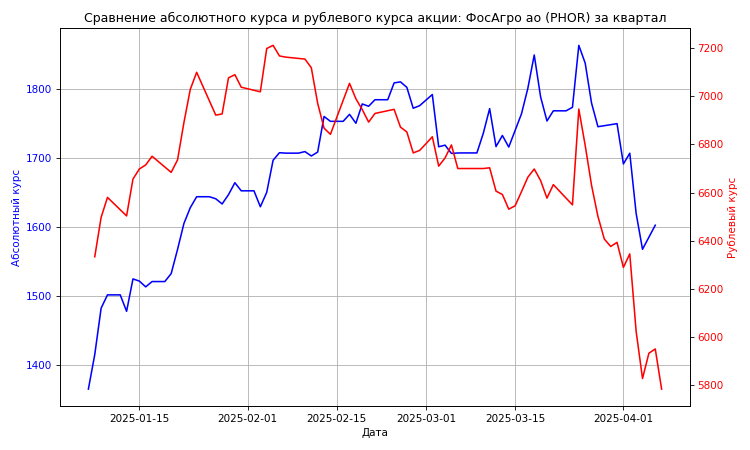 Сравнение абсолютного курса и рублевого курса акции: ФосАгро ао (PHOR) за квартал
1800
1700
1600
1500
1400
Абсолютный курс
7200
7000
6800
6600
6400
6200
6000
5800
Рублевый курс
2025-01-15 2025-02-01 2025-02-15 2025-03-01 2025-03-15 2025-04-01
Дата